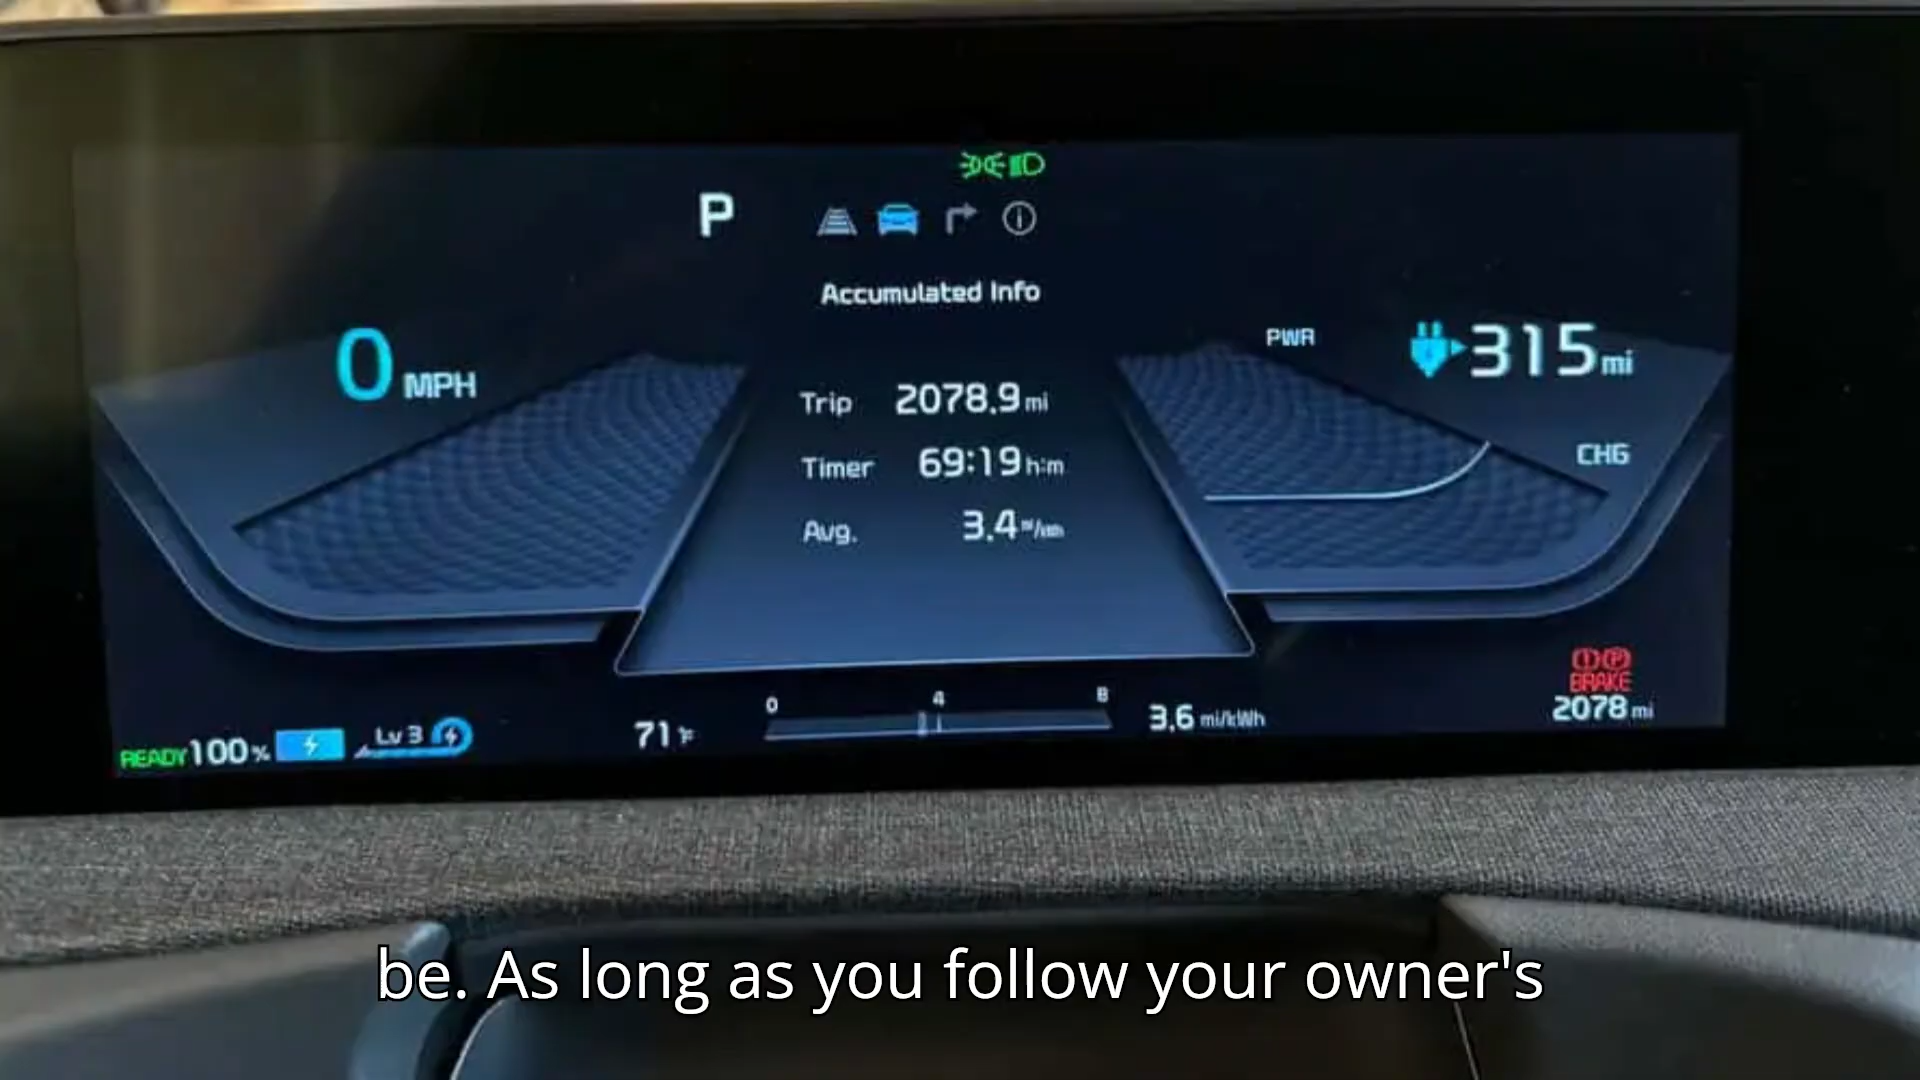 P
Accumulated Info
0 MPH
PWR
315 mi
Trip 2078.9 mi
CHG
Timer 69:19 h:m
Avg. 3.4 mi/kWh
BRAKE
0 4 8
READY 100 % Lv 3
71 °F
3.6 mi/kWh
2078 mi
be. As long as you follow your owner's